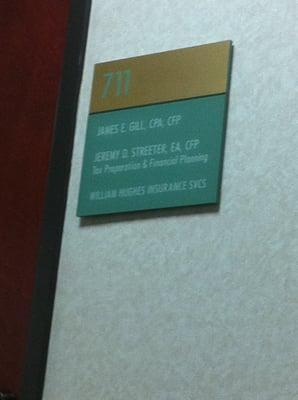 711
JAMES E. GILL, CPA, CFP
JEREMY D. STREETER, EA, CFP
Tax Preparation & Financial Planning
WILLIAM HUGHES INSURANCE SVCS